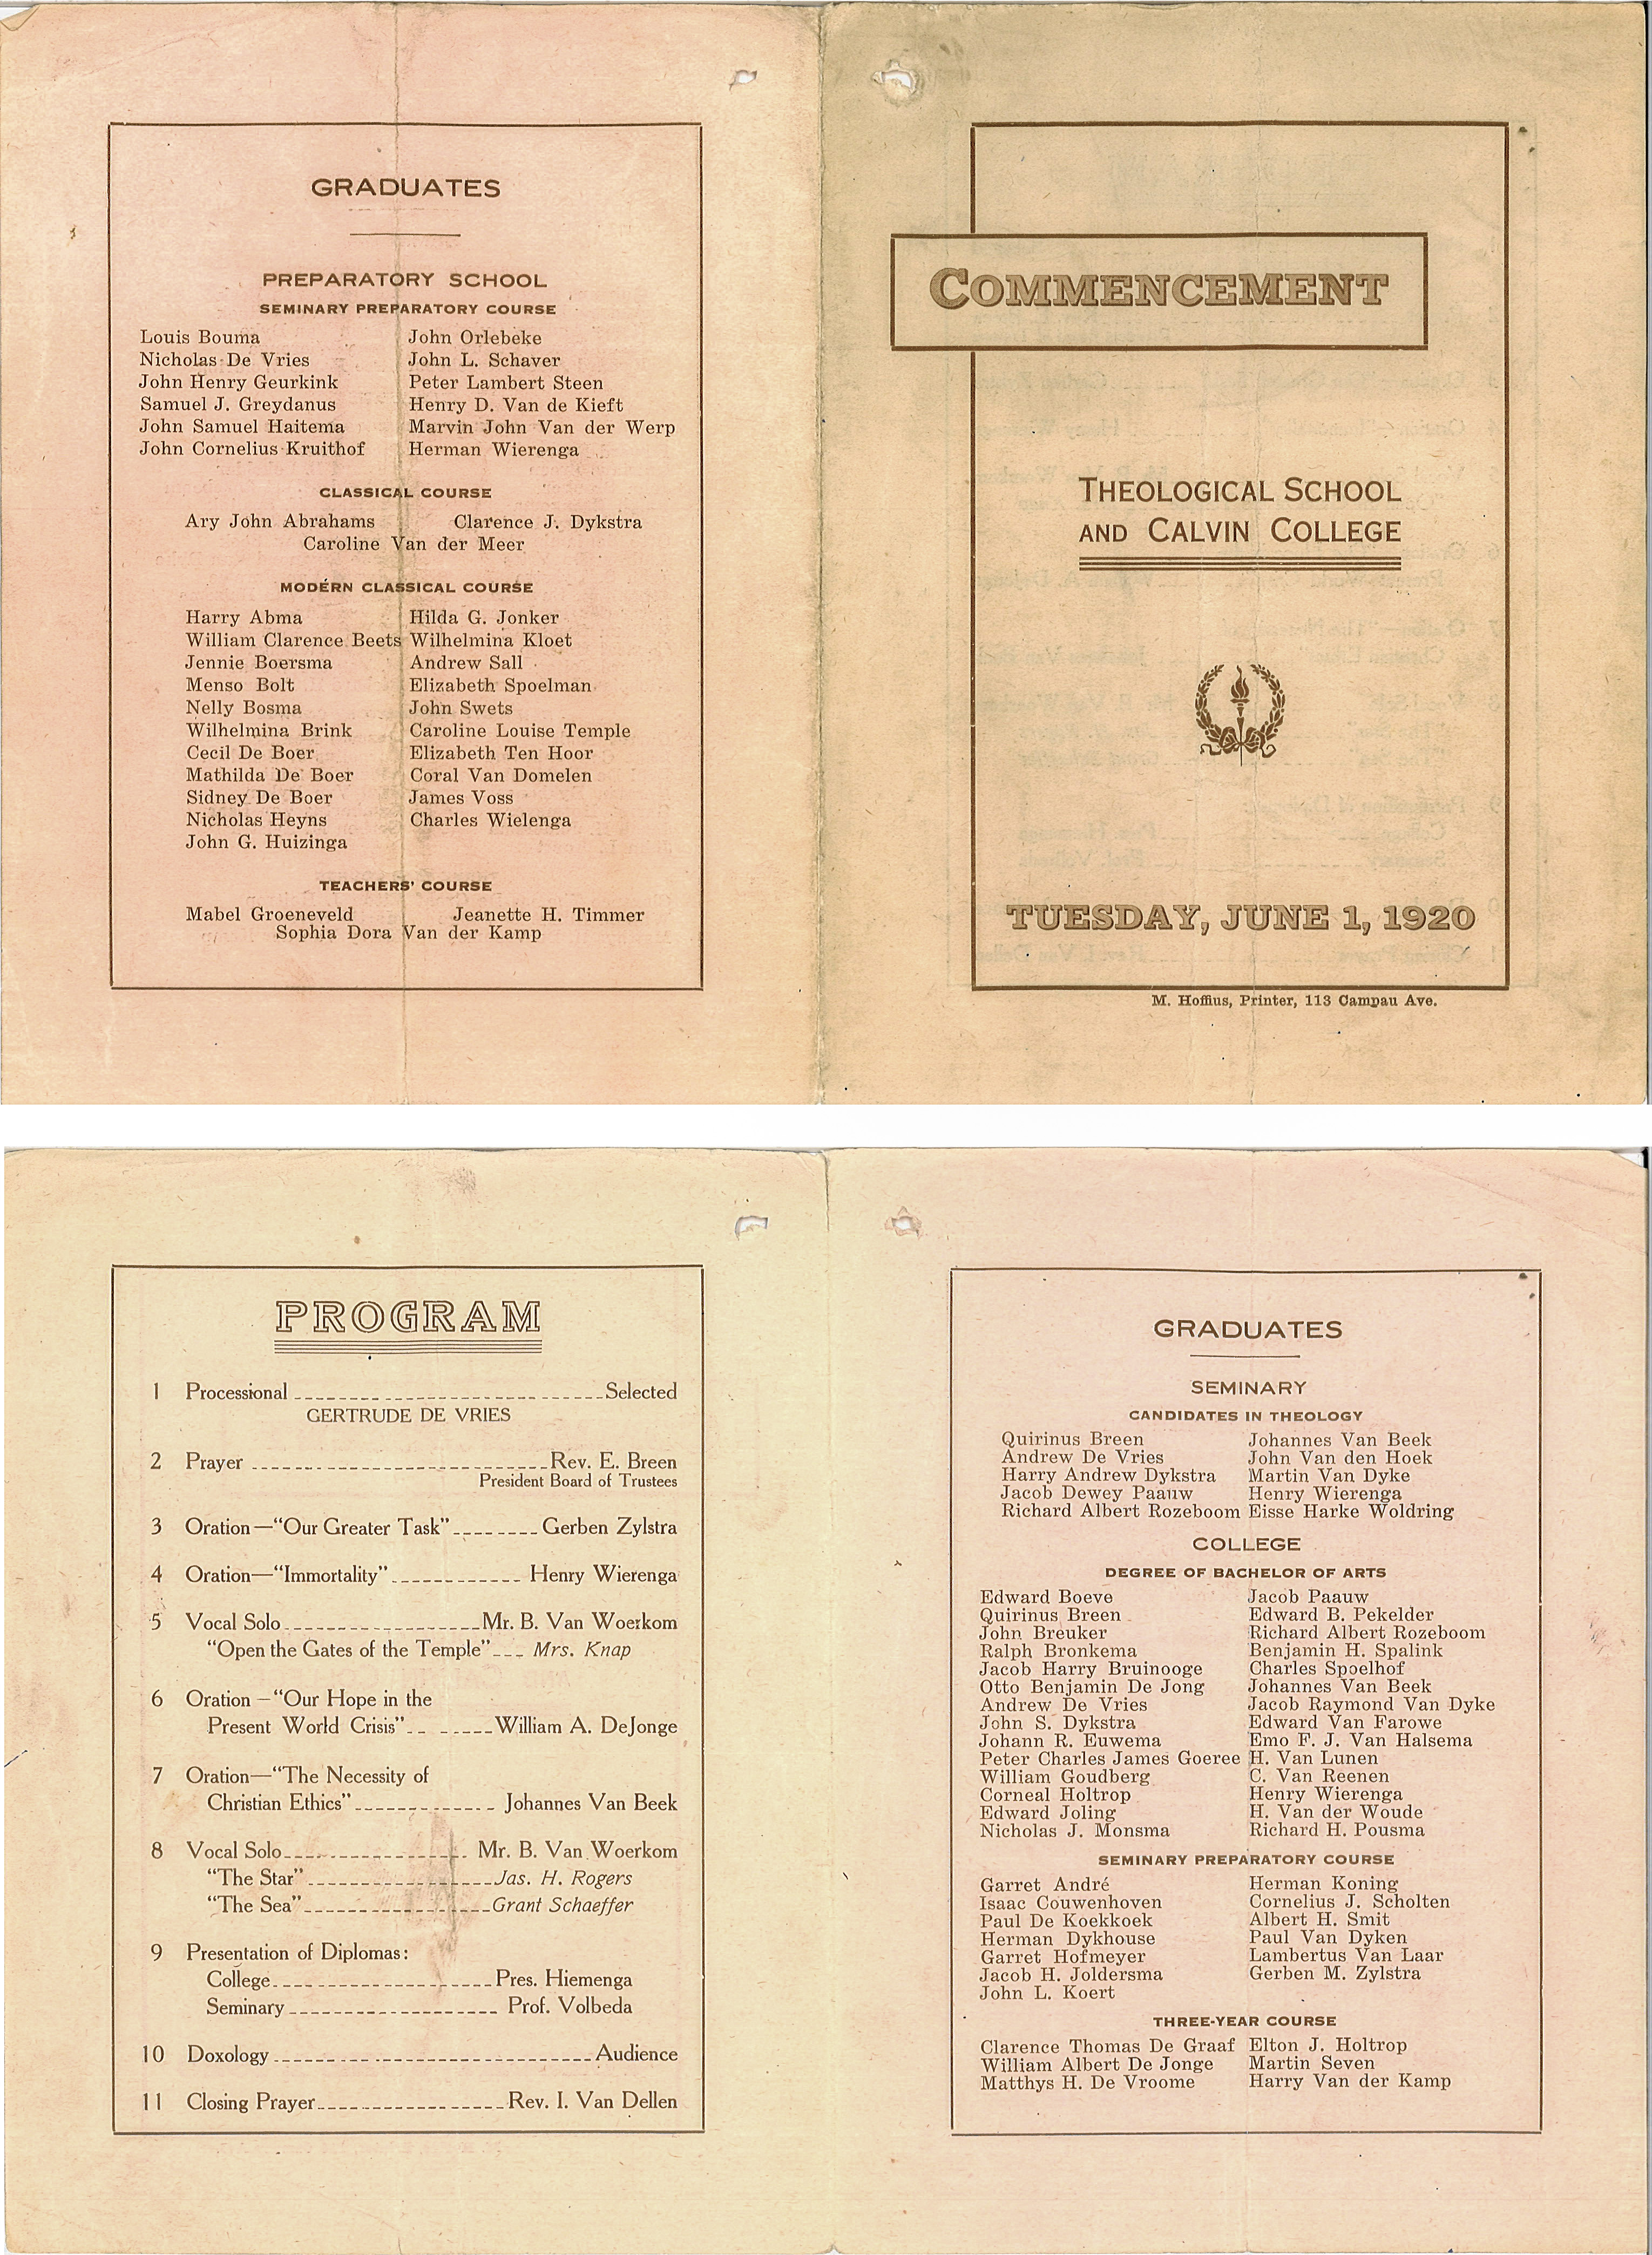 GRADUATES
PREPARATORY SCHOOL
SEMINARY PREPARATORY COURSE
Louis Bouma John Orlebeke
Nicholas De Vries John L. Schaver
John Henry Geurkink Peter Lambert Steen
Samuel J. Greydanus Henry D. Van de Kieft
John Samuel Haitema Marvin John Van der Werp
John Cornelius Kruithof Herman Wierenga
CLASSICAL COURSE
Ary John Abrahams Clarence J. Dykstra
Caroline Van der Meer
MODERN CLASSICAL COURSE
Harry Abma Hilda G. Jonker
William Clarence Beets Wilhelmina Kloet
Jennie Boersma Andrew Sall
Menso Bolt Elizabeth Spoelman
Nelly Bosma John Swets
Wilhelmina Brink Caroline Louise Temple
Cecil De Boer Elizabeth Ten Hoor
Mathilda De Boer Coral Van Domelen
Sidney De Boer James Voss
Nicholas Heyns Charles Wielenga
John G. Huizinga
TEACHERS' COURSE
Mabel Groeneveld Jeanette H. Timmer
Sophia Dora Van der Kamp
COMMENCEMENT
THEOLOGICAL SCHOOL
AND CALVIN COLLEGE
TUESDAY, JUNE 1, 1920
M. Hoffius, Printer, 113 Campau Ave.
PROGRAM
1 Processional Selected
GERTRUDE DE VRIES
2 Prayer Rev. E. Breen
President Board of Trustees
3 Oration—"Our Greater Task" Gerben Zylstra
4 Oration—"Immortality" Henry Wierenga
5 Vocal Solo Mr. B. Van Woerkom
"Open the Gates of the Temple" Mrs. Knap
6 Oration—"Our Hope in the
Present World Crisis" William A. DeJonge
7 Oration—"The Necessity of
Christian Ethics" Johannes Van Beek
8 Vocal Solo Mr. B. Van Woerkom
"The Star" Jas. H. Rogers
"The Sea" Grant Schaeffer
9 Presentation of Diplomas:
College Pres. Hiemenga
Seminary Prof. Volbeda
10 Doxology Audience
11 Closing Prayer Rev. I. Van Dellen
GRADUATES
SEMINARY
CANDIDATES IN THEOLOGY
Quirinus Breen Johannes Van Beek
Andrew De Vries John Van den Hoek
Harry Andrew Dykstra Martin Van Dyke
Jacob Dewey Paauw Henry Wierenga
Richard Albert Rozeboom Eisse Harke Woldring
COLLEGE
DEGREE OF BACHELOR OF ARTS
Edward Boeve Jacob Paauw
Quirinus Breen Edward B. Pekelder
John Breuker Richard Albert Rozeboom
Ralph Bronkema Benjamin H. Spalink
Jacob Harry Bruinooge Charles Spoelhof
Otto Benjamin De Jong Johannes Van Beek
Andrew De Vries Jacob Raymond Van Dyke
John S. Dykstra Edward Van Farowe
Johann R. Euwema Emo F. J. Van Halsema
Peter Charles James Goeree H. Van Lunen
William Goudberg C. Van Reenen
Corneal Holtrop Henry Wierenga
Edward Joling H. Van der Woude
Nicholas J. Monsma Richard H. Pousma
SEMINARY PREPARATORY COURSE
Garret André Herman Koning
Isaac Couwenhoven Cornelius J. Scholten
Paul De Koekkoek Albert H. Smit
Herman Dykhouse Paul Van Dyken
Garret Hofmeyer Lambertus Van Laar
Jacob H. Joldersma Gerben M. Zylstra
John L. Koert
THREE-YEAR COURSE
Clarence Thomas De Graaf Elton J. Holtrop
William Albert De Jonge Martin Seven
Matthys H. De Vroome Harry Van der Kamp